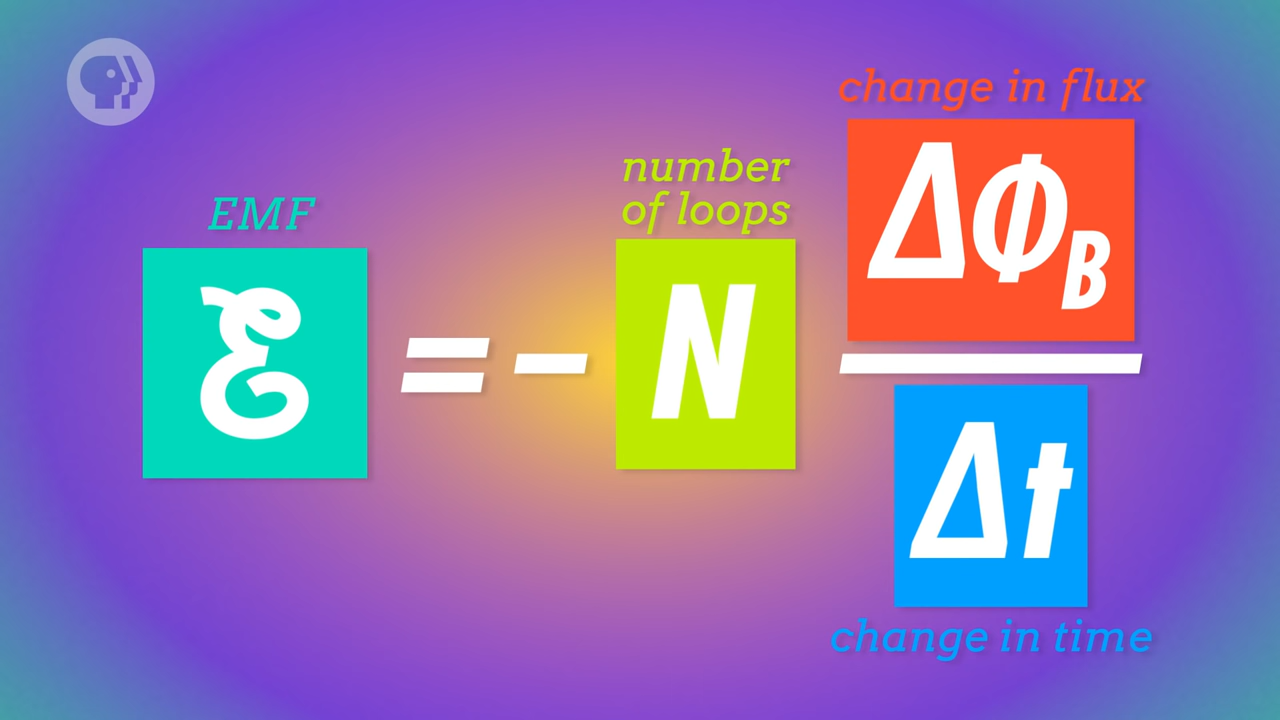 change in flux
number
of loops
EMF
ℰ = - N ΔΦB
Δt
change in time